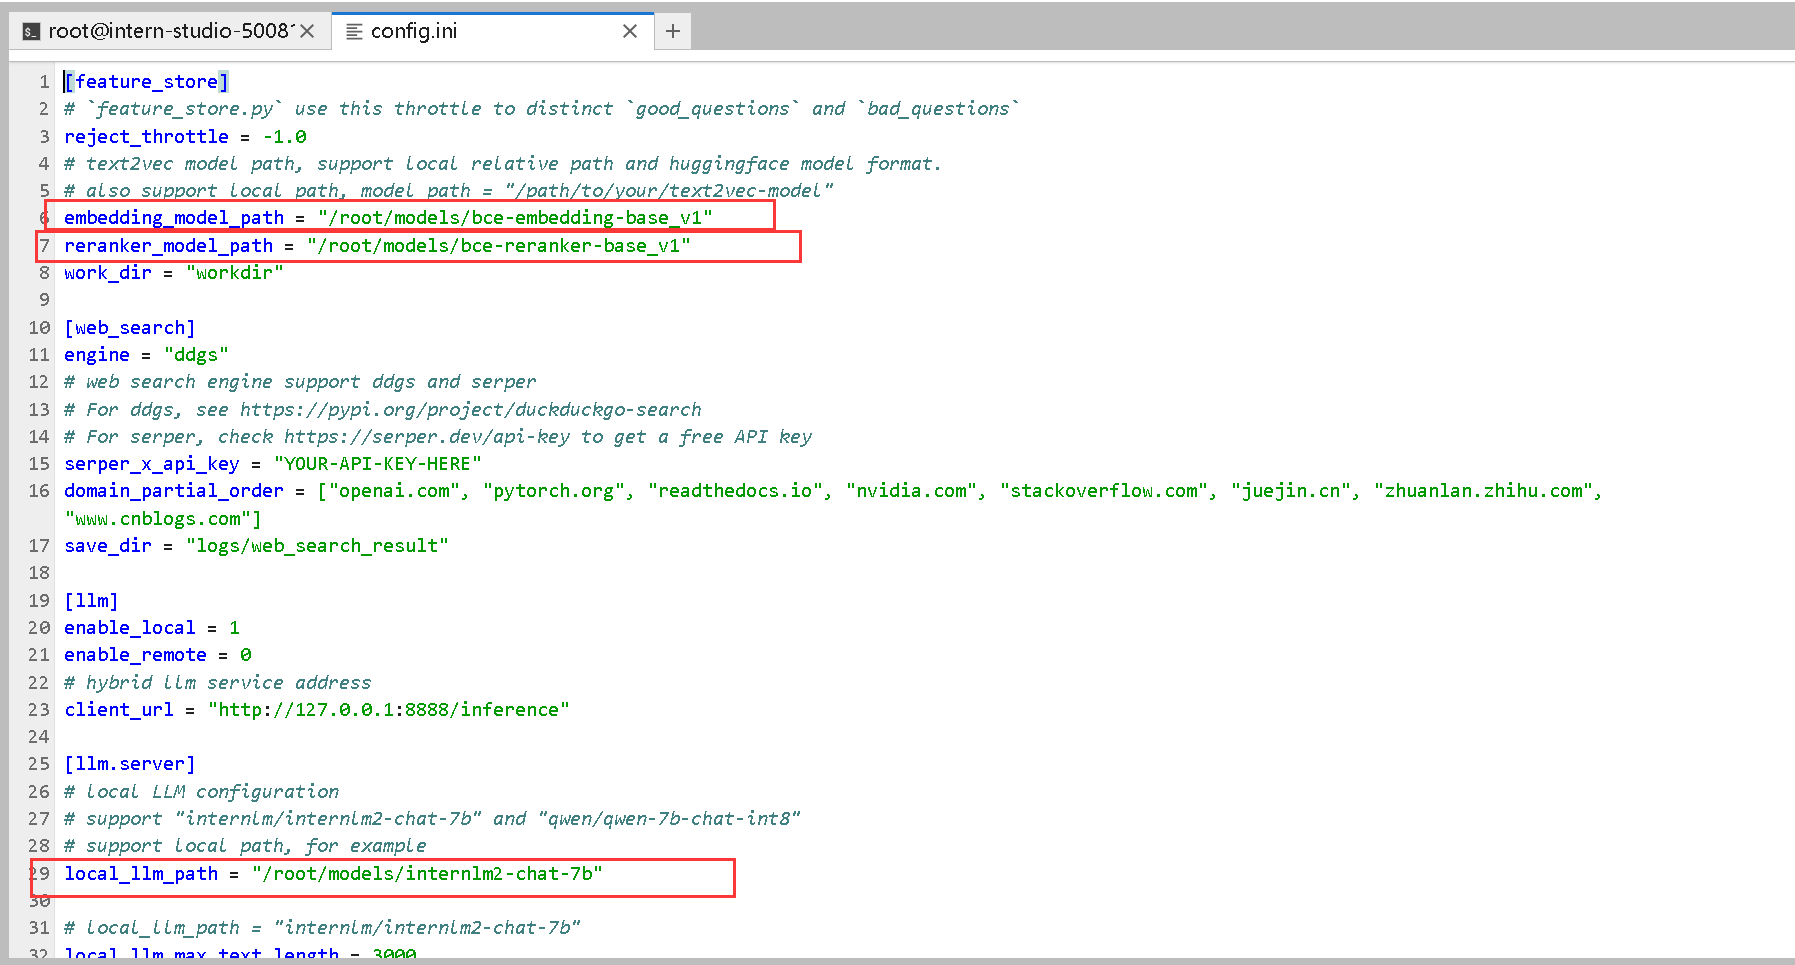 root@intern-studio-50081
config.ini
1 [feature_store]
2 # `feature_store.py` use this throttle to distinct `good_questions` and `bad_questions`
3 reject_throttle = -1.0
4 # text2vec model path, support local relative path and huggingface model format.
5 # also support local path, model_path = "/path/to/your/text2vec-model"
6 embedding_model_path = "/root/models/bce-embedding-base_v1"
7 reranker_model_path = "/root/models/bce-reranker-base_v1"
8 work_dir = "workdir"
9
10 [web_search]
11 engine = "ddgs"
12 # web search engine support ddgs and serper
13 # For ddgs, see https://pypi.org/project/duckduckgo-search
14 # For serper, check https://serper.dev/api-key to get a free API key
15 serper_x_api_key = "YOUR-API-KEY-HERE"
16 domain_partial_order = ["openai.com", "pytorch.org", "readthedocs.io", "nvidia.com", "stackoverflow.com", "juejin.cn", "zhuanlan.zhihu.com",
"www.cnblogs.com"]
17 save_dir = "logs/web_search_result"
18
19 [llm]
20 enable_local = 1
21 enable_remote = 0
22 # hybrid llm service address
23 client_url = "http://127.0.0.1:8888/inference"
24
25 [llm.server]
26 # local LLM configuration
27 # support "internlm/internlm2-chat-7b" and "qwen/qwen-7b-chat-int8"
28 # support local path, for example
29 local_llm_path = "/root/models/internlm2-chat-7b"
30
31 # local_llm_path = "internlm/internlm2-chat-7b"
32 local_llm_max_text_length = 3000